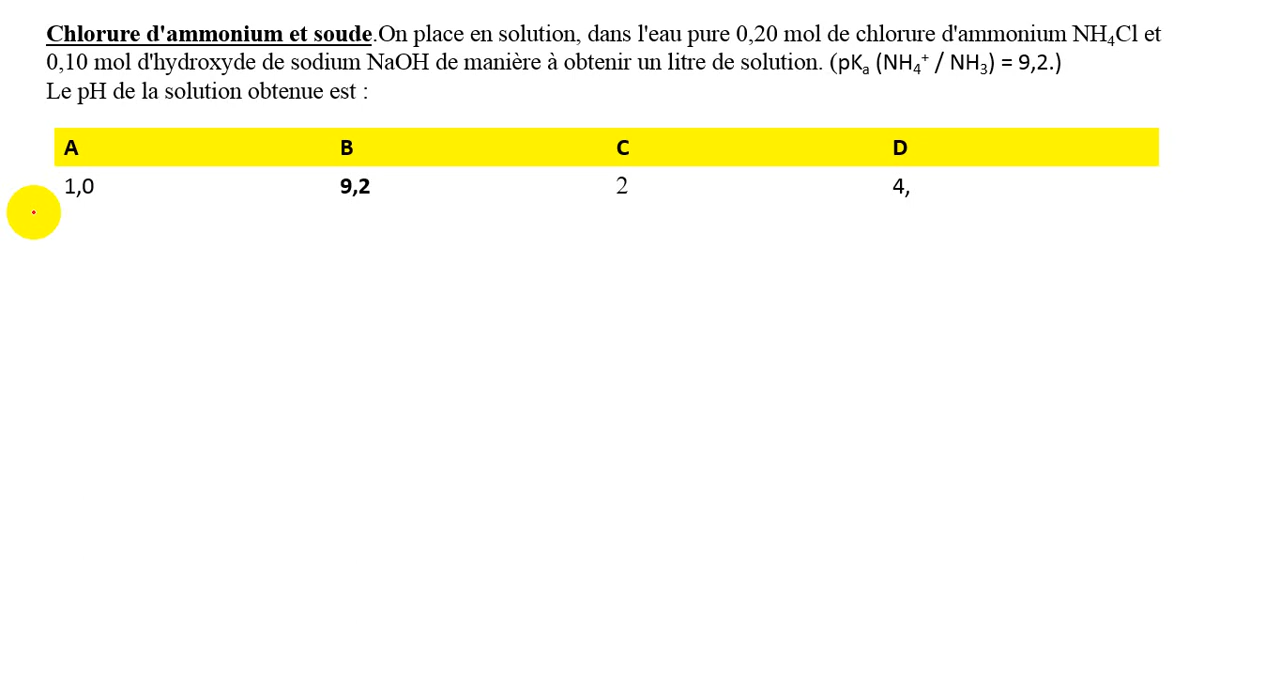 Chlorure d'ammonium et soude.On place en solution, dans l'eau pure 0,20 mol de chlorure d'ammonium NH₄Cl et
0,10 mol d'hydroxyde de sodium NaOH de manière à obtenir un litre de solution. (pKₐ (NH₄⁺ / NH₃) = 9,2.)
Le pH de la solution obtenue est :
A B C D
1,0 9,2 2 4,